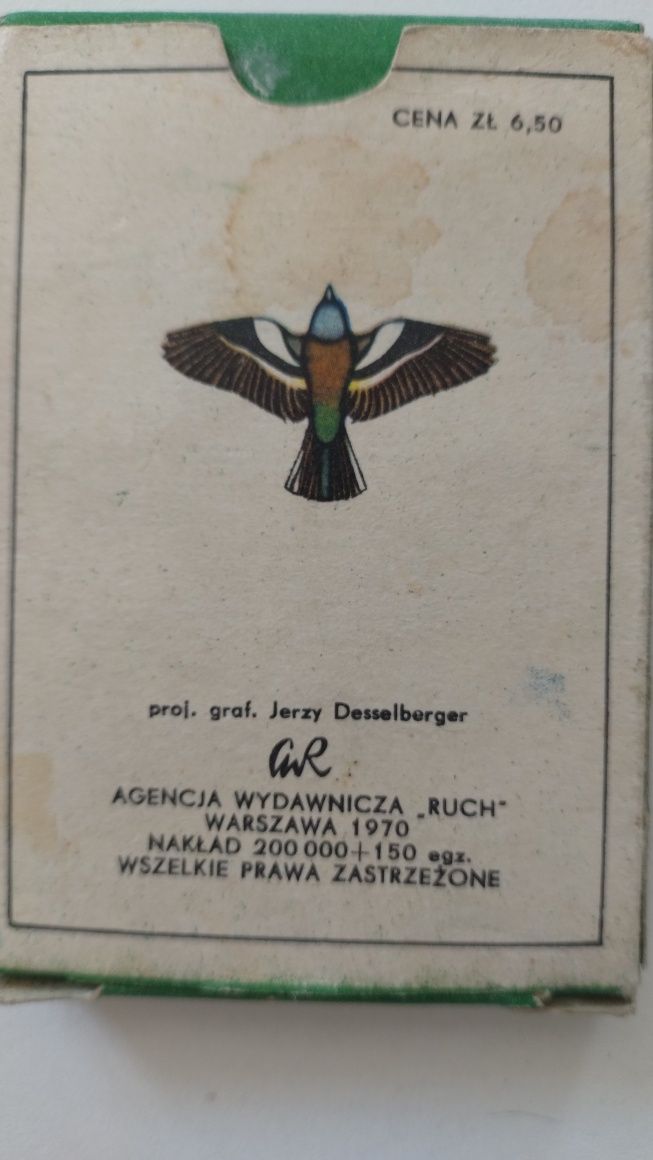 CENA ZŁ 6,50
proj. graf. Jerzy Desselberger
AWR
AGENCJA WYDAWNICZA „RUCH"
WARSZAWA 1970
NAKŁAD 200 000+150 egz.
WSZELKIE PRAWA ZASTRZEŻONE